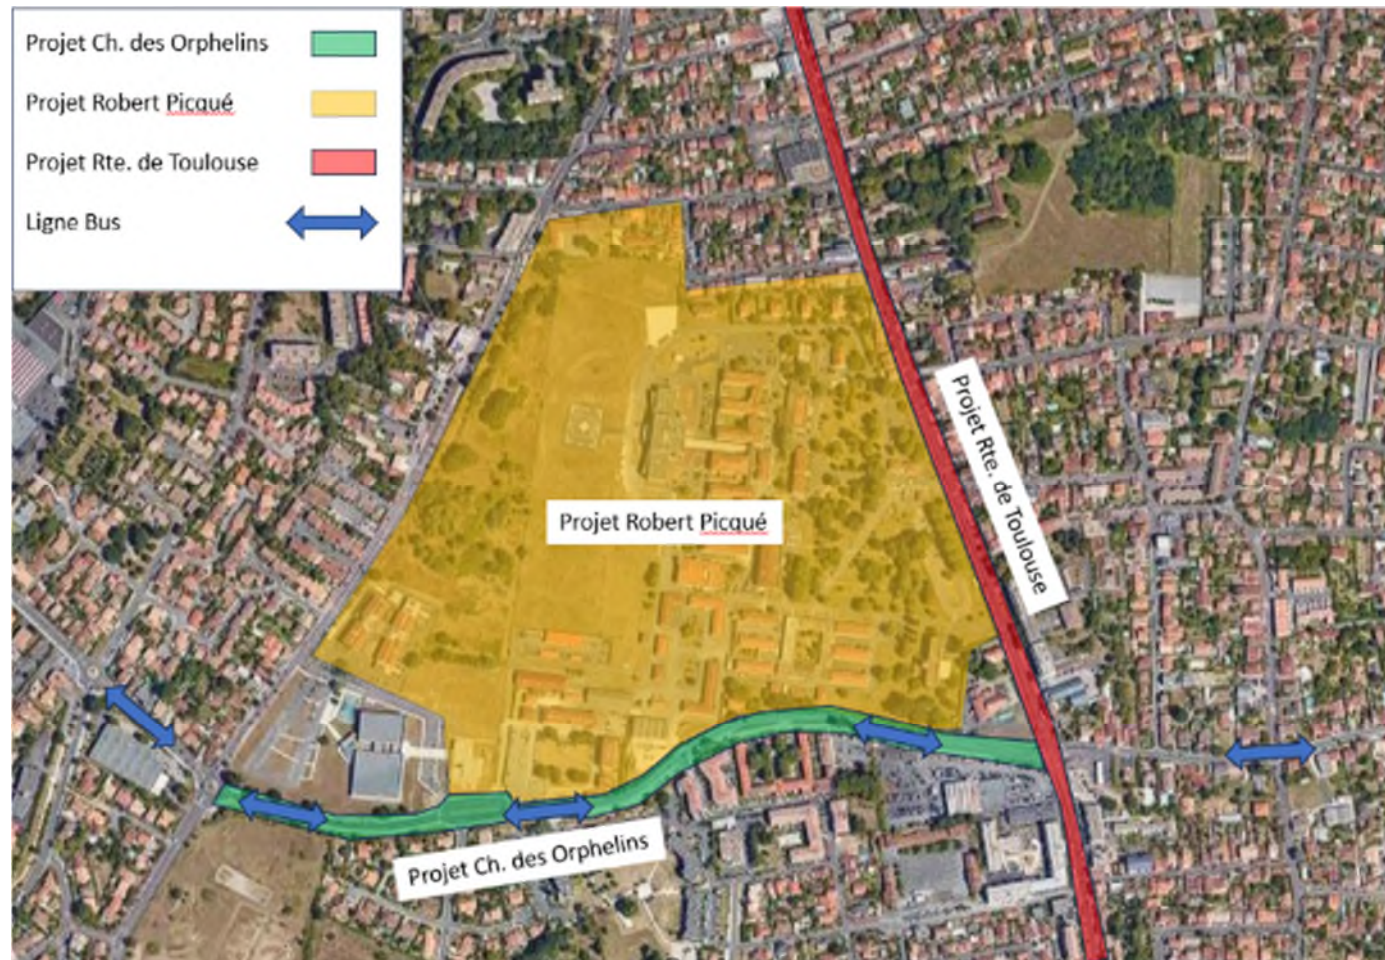 Projet Ch. des Orphelins
Projet Robert Picqué
Projet Rte. de Toulouse
Ligne Bus
Projet Rte. de Toulouse
Projet Robert Picqué
Projet Ch. des Orphelins